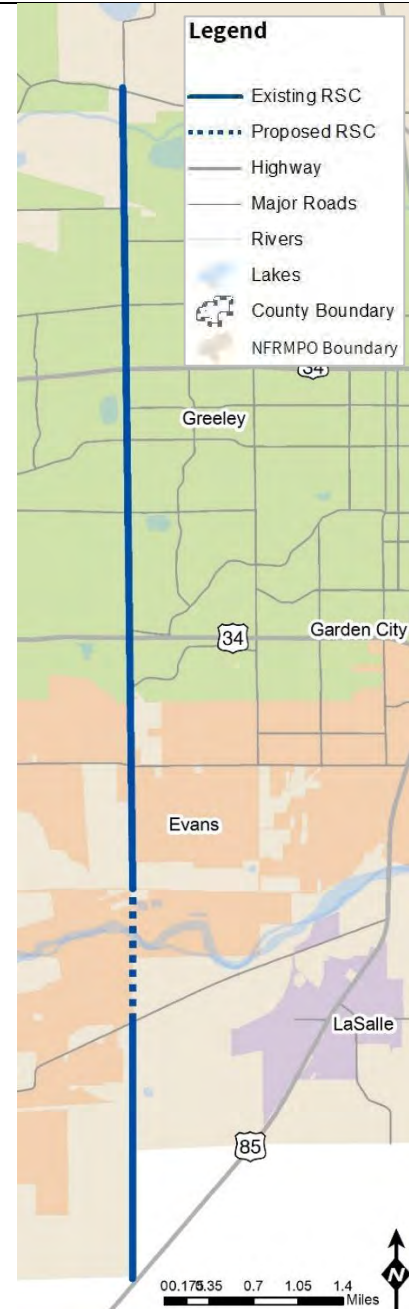 Legend
Existing RSC
Proposed RSC
Highway
Major Roads
Rivers
Lakes
County Boundary
NFRMPO Boundary
34
Greeley
34
Garden City
Evans
LaSalle
85
00.1750.35 0.7 1.05 1.4
Miles
N